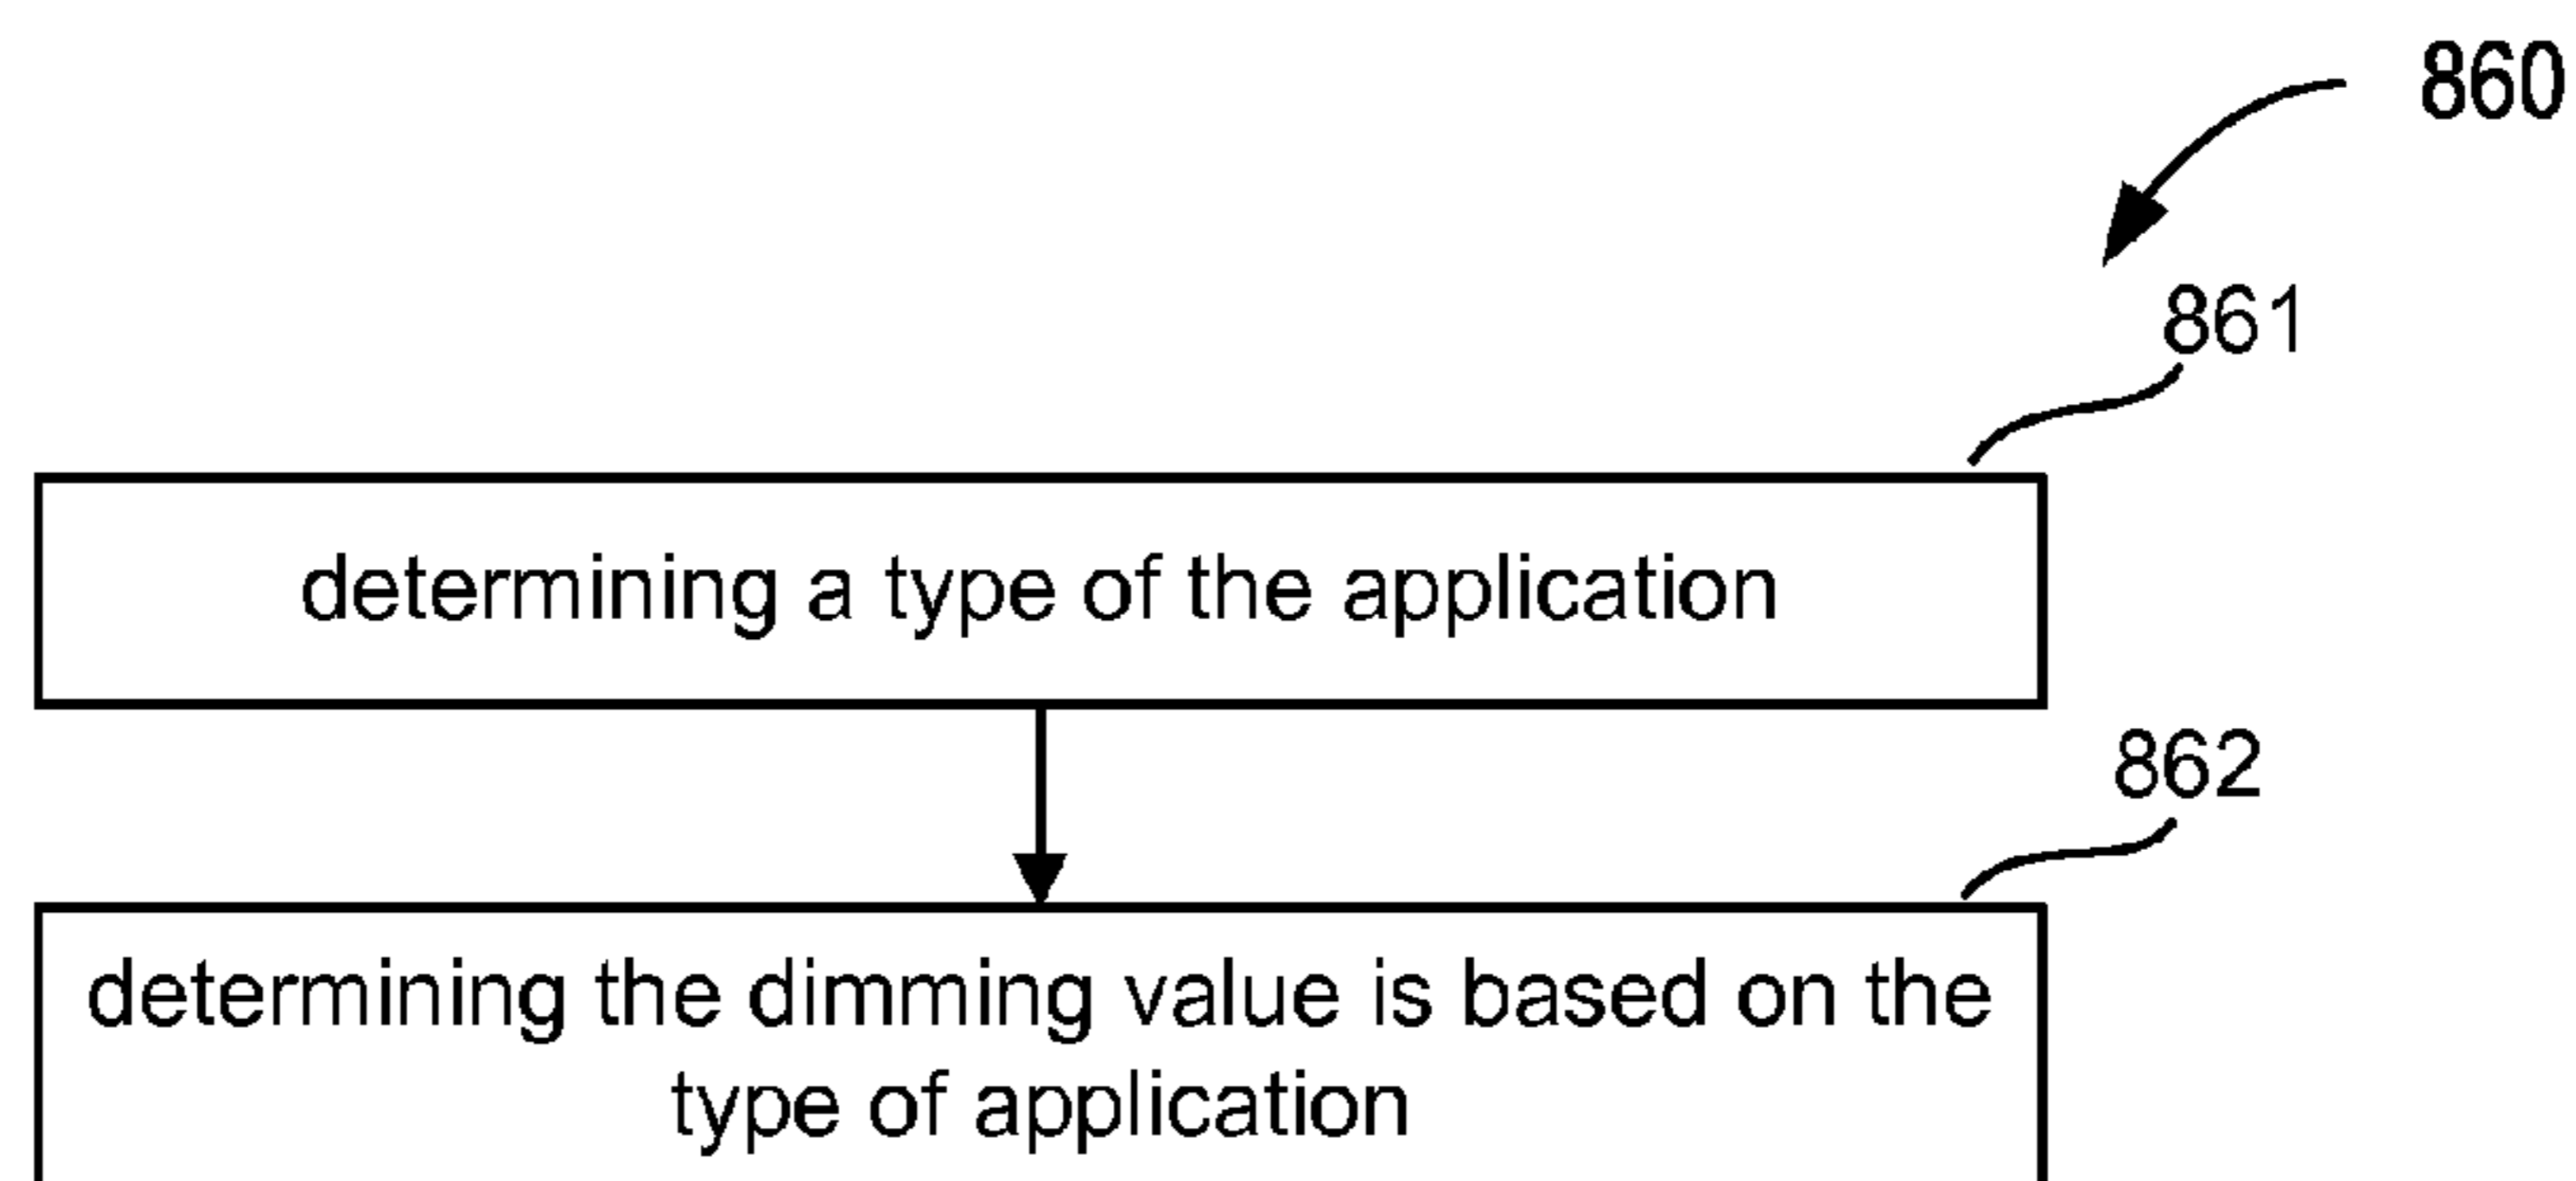 860
861
determining a type of the application
862
determining the dimming value is based on the
type of application